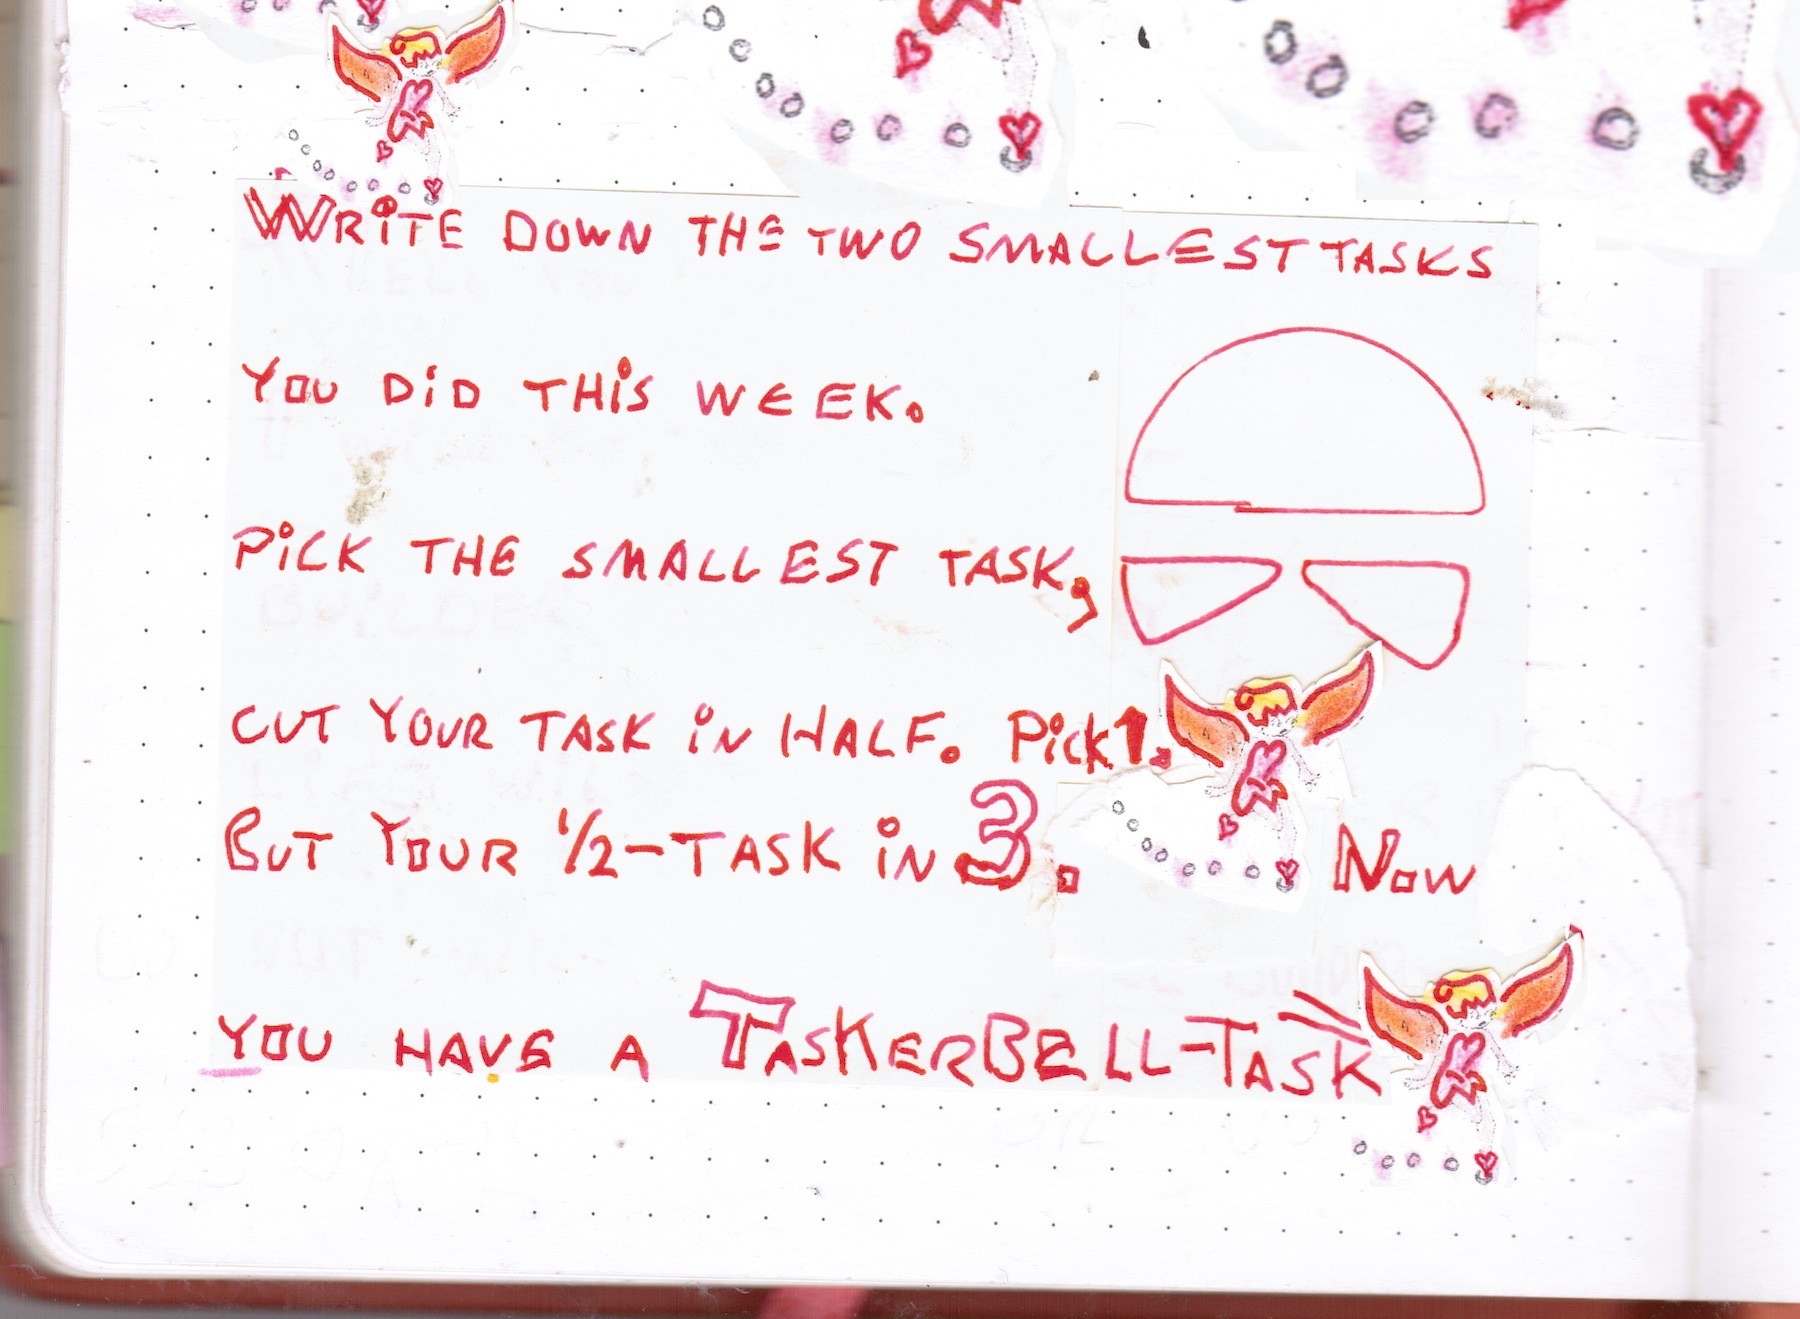 WRiTE DOWN THE TWO SMALLEST TASKS
YOU DiD THiS WEEK.
PiCK THE SMALLEST TASK,
CUT YOUR TASK iN HALF. PiCK 1.
BUT YOUR 1/2-TASK iN 3. NOW
YOU HAVE A TASKERBELL-TASK